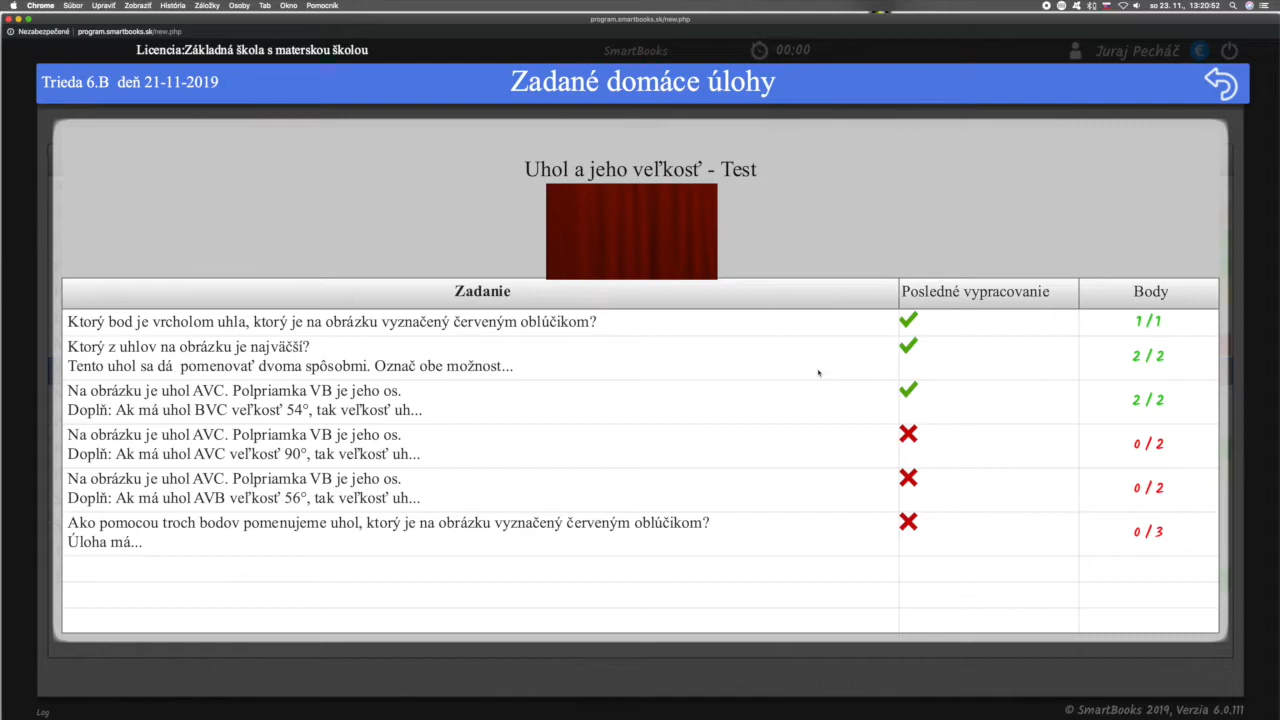 Chrome Súbor Upraviť Zobraziť História Záložky Osoby Tab Okno Pomocník so 23. 11., 13:20:52
program.smartbooks.sk/new.php
Nezabezpečené program.smartbooks.sk/new.php
Licencia:Základná škola s materskou školou SmartBooks 00:00 Juraj Pecháč €
Trieda 6.B deň 21-11-2019 Zadané domáce úlohy
Uhol a jeho veľkosť - Test
Zadanie Posledné vypracovanie Body
Ktorý bod je vrcholom uhla, ktorý je na obrázku vyznačený červeným oblúčikom? 1 / 1
Ktorý z uhlov na obrázku je najväčší?
Tento uhol sa dá pomenovať dvoma spôsobmi. Označ obe možnost... 2 / 2
Na obrázku je uhol AVC. Polpriamka VB je jeho os.
Doplň: Ak má uhol BVC veľkosť 54°, tak veľkosť uh... 2 / 2
Na obrázku je uhol AVC. Polpriamka VB je jeho os.
Doplň: Ak má uhol AVC veľkosť 90°, tak veľkosť uh... 0 / 2
Na obrázku je uhol AVC. Polpriamka VB je jeho os.
Doplň: Ak má uhol AVB veľkosť 56°, tak veľkosť uh... 0 / 2
Ako pomocou troch bodov pomenujeme uhol, ktorý je na obrázku vyznačený červeným oblúčikom?
Úloha má... 0 / 3
Log © SmartBooks 2019, Verzia 6.0.111